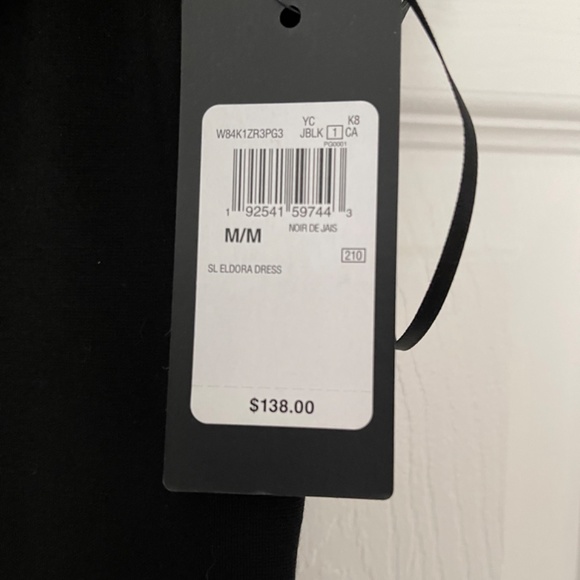 YC K8
W84K1ZR3PG3 JBLK 1 CA
PG0001
1 92541 59744 3
M/M NOIR DE JAIS
210
SL ELDORA DRESS
$138.00